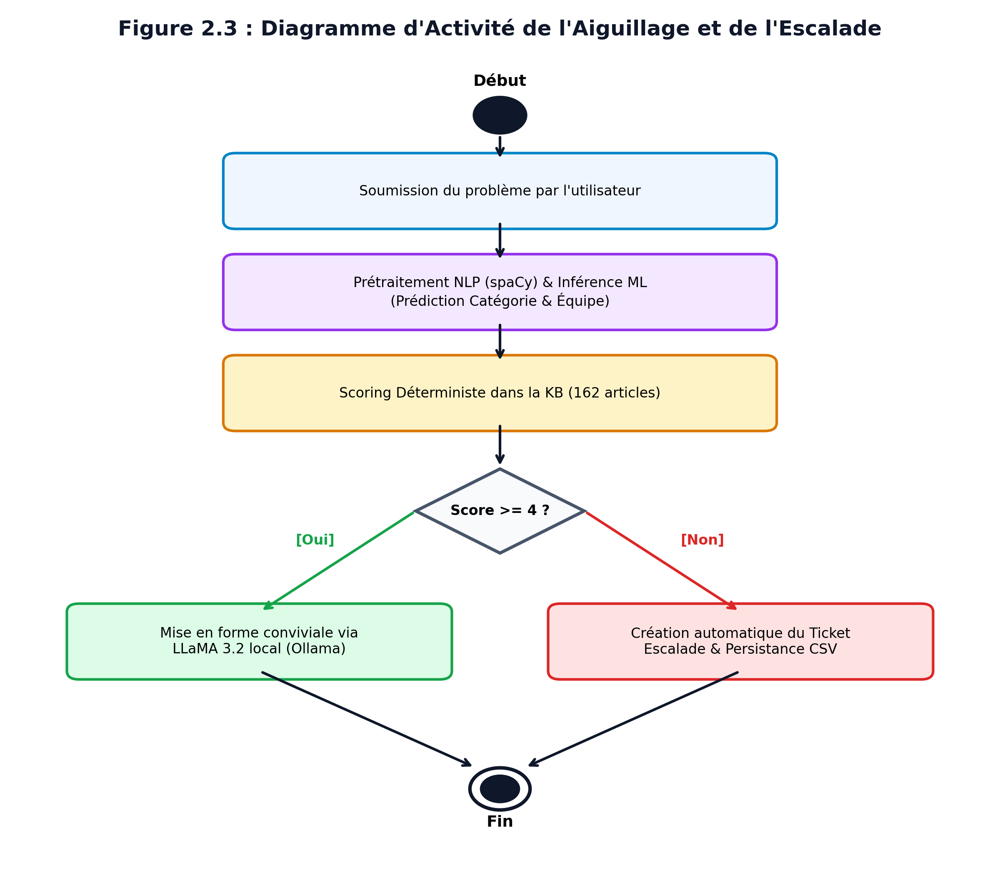 Figure 2.3 : Diagramme d'Activité de l'Aiguillage et de l'Escalade
Début
Soumission du problème par l'utilisateur
Prétraitement NLP (spaCy) & Inférence ML
(Prédiction Catégorie & Équipe)
Scoring Déterministe dans la KB (162 articles)
Score >= 4 ?
[Oui]
[Non]
Mise en forme conviviale via
LLaMA 3.2 local (Ollama)
Création automatique du Ticket
Escalade & Persistance CSV
Fin